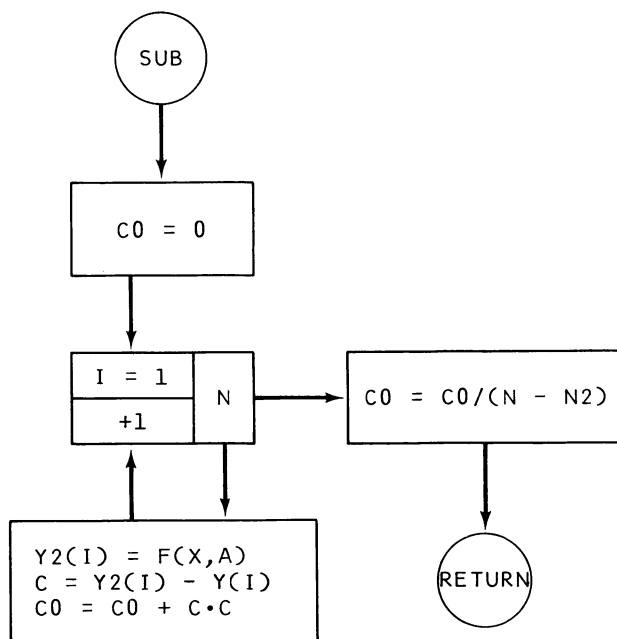 SUB
C0 = 0
I = 1
+1
N
C0 = C0/(N - N2)
Y2(I) = F(X,A)
C = Y2(I) - Y(I)
C0 = C0 + C•C
RETURN